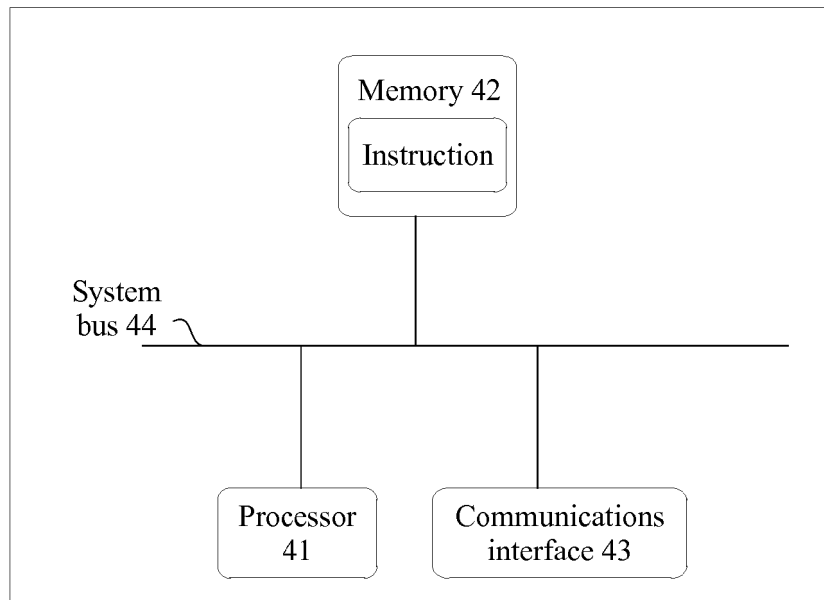 Memory 42
Instruction
System
bus 44
Processor
41
Communications
interface 43